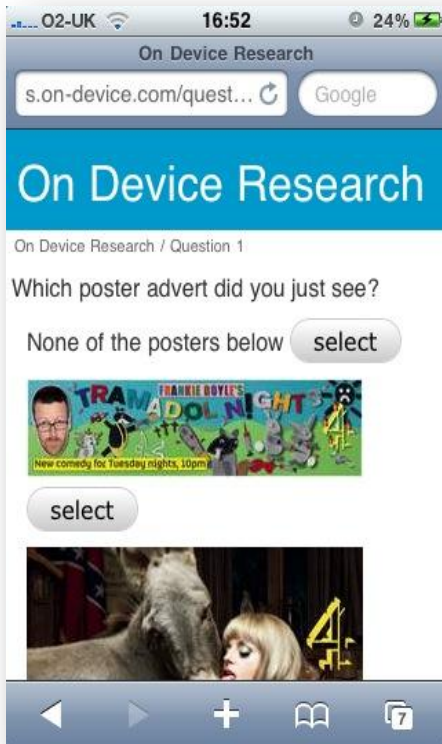 O2-UK 16:52 24%
On Device Research
s.on-device.com/quest... Google
On Device Research
On Device Research / Question 1
Which poster advert did you just see?
None of the posters below select
FRANKIE BOYLE'S
TRAMADOL NIGHTS
4
New comedy for Tuesday nights, 10pm
select
4
7